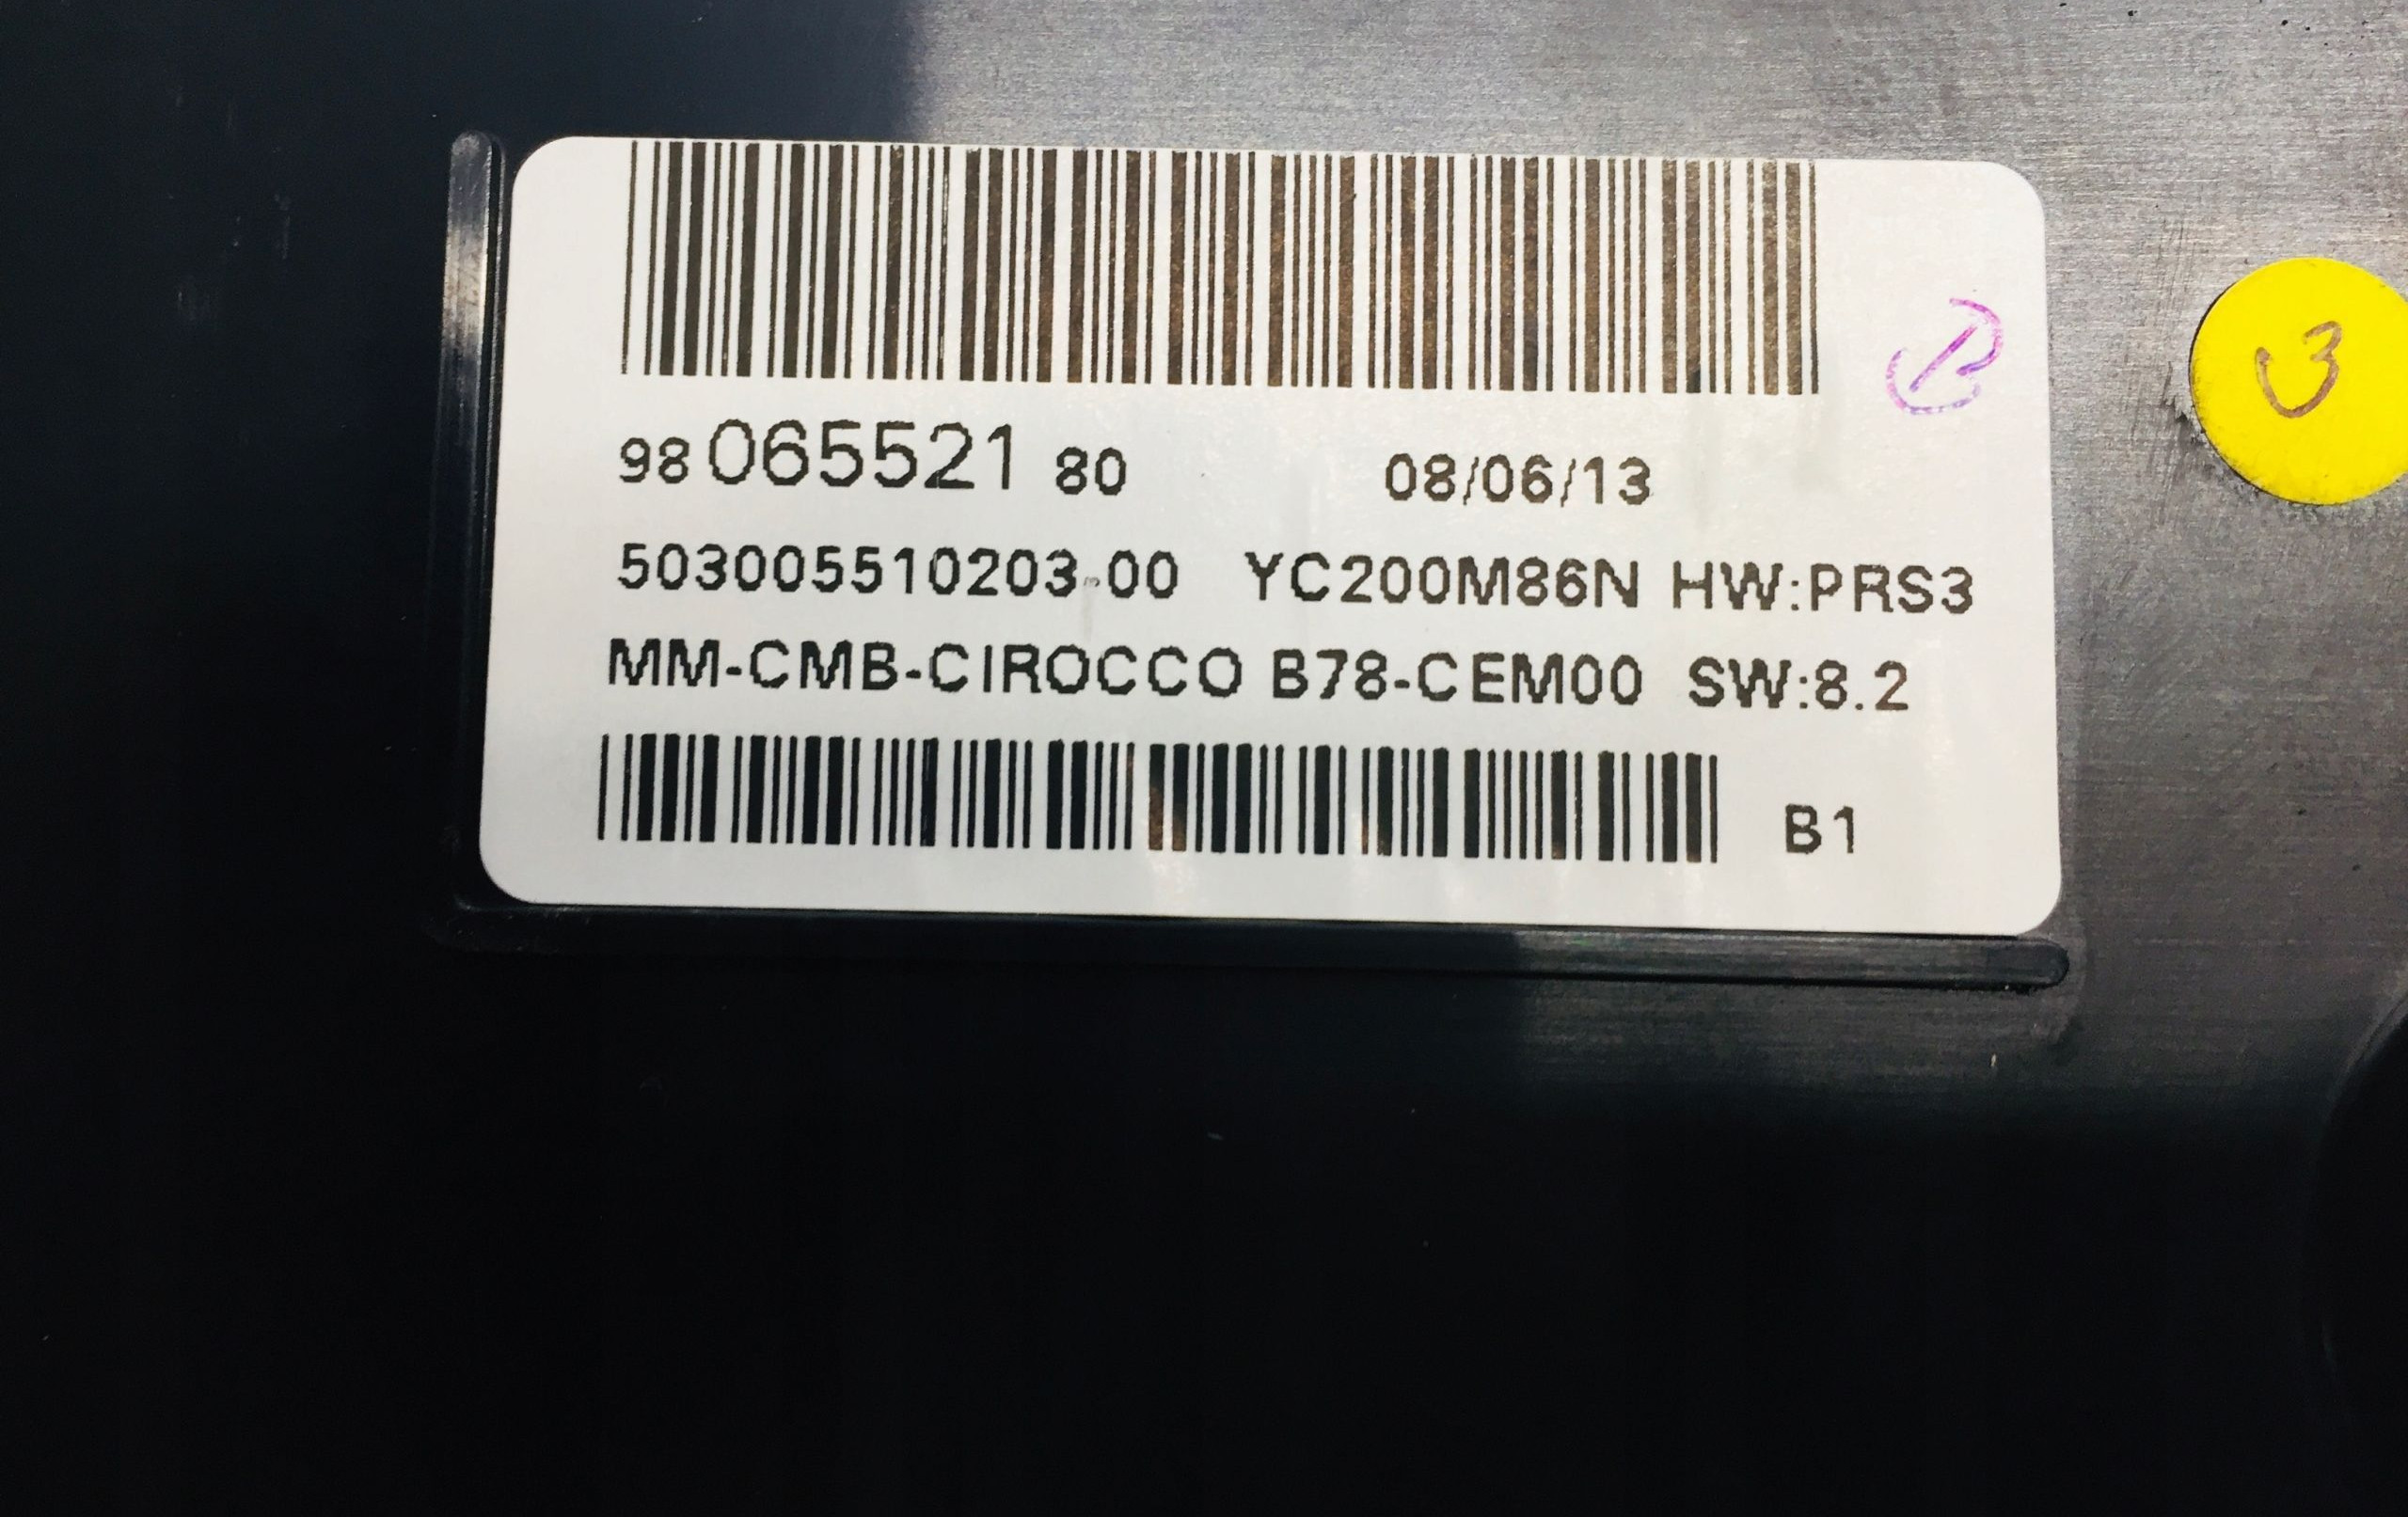 98 065521 80 08/06/13
503005510203-00 YC200M86N HW:PRS3
MM-CMB-CIROCCO B78-CEM00 SW:8.2
B1